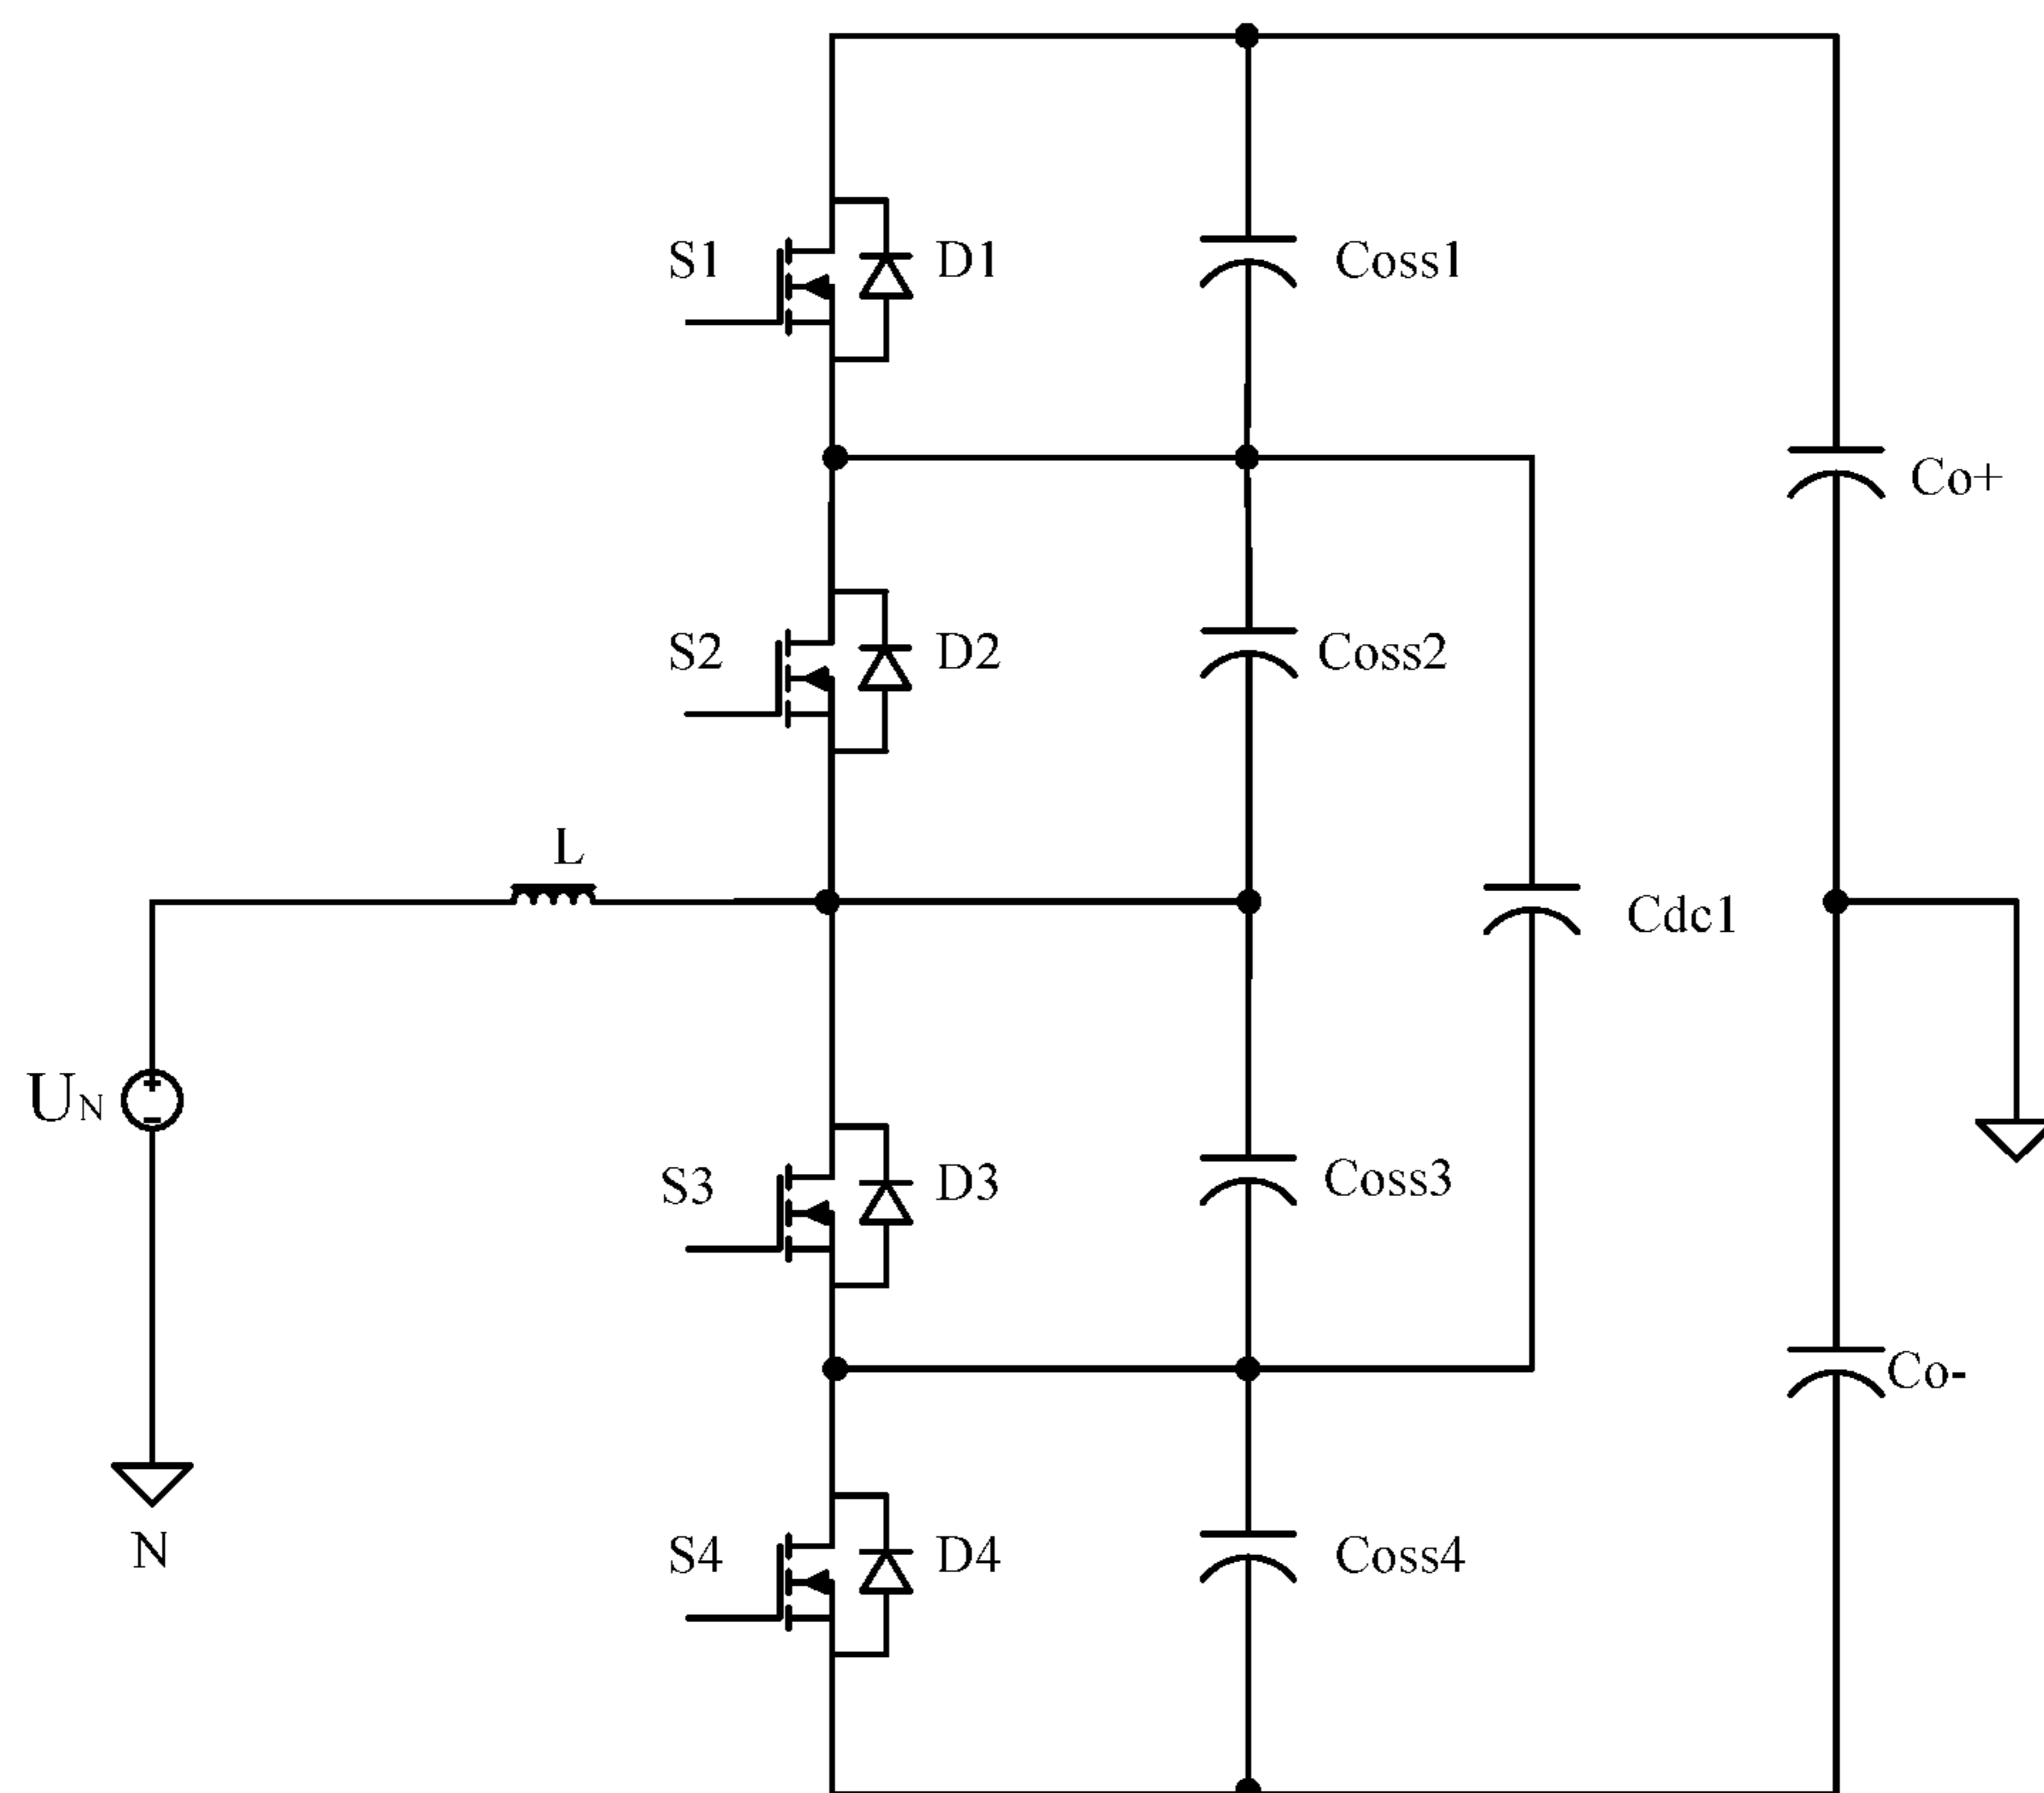 S1
D1
Coss1
Co+
S2
D2
Coss2
L
Cdc1
UN
S3
D3
Coss3
Co-
N
S4
D4
Coss4